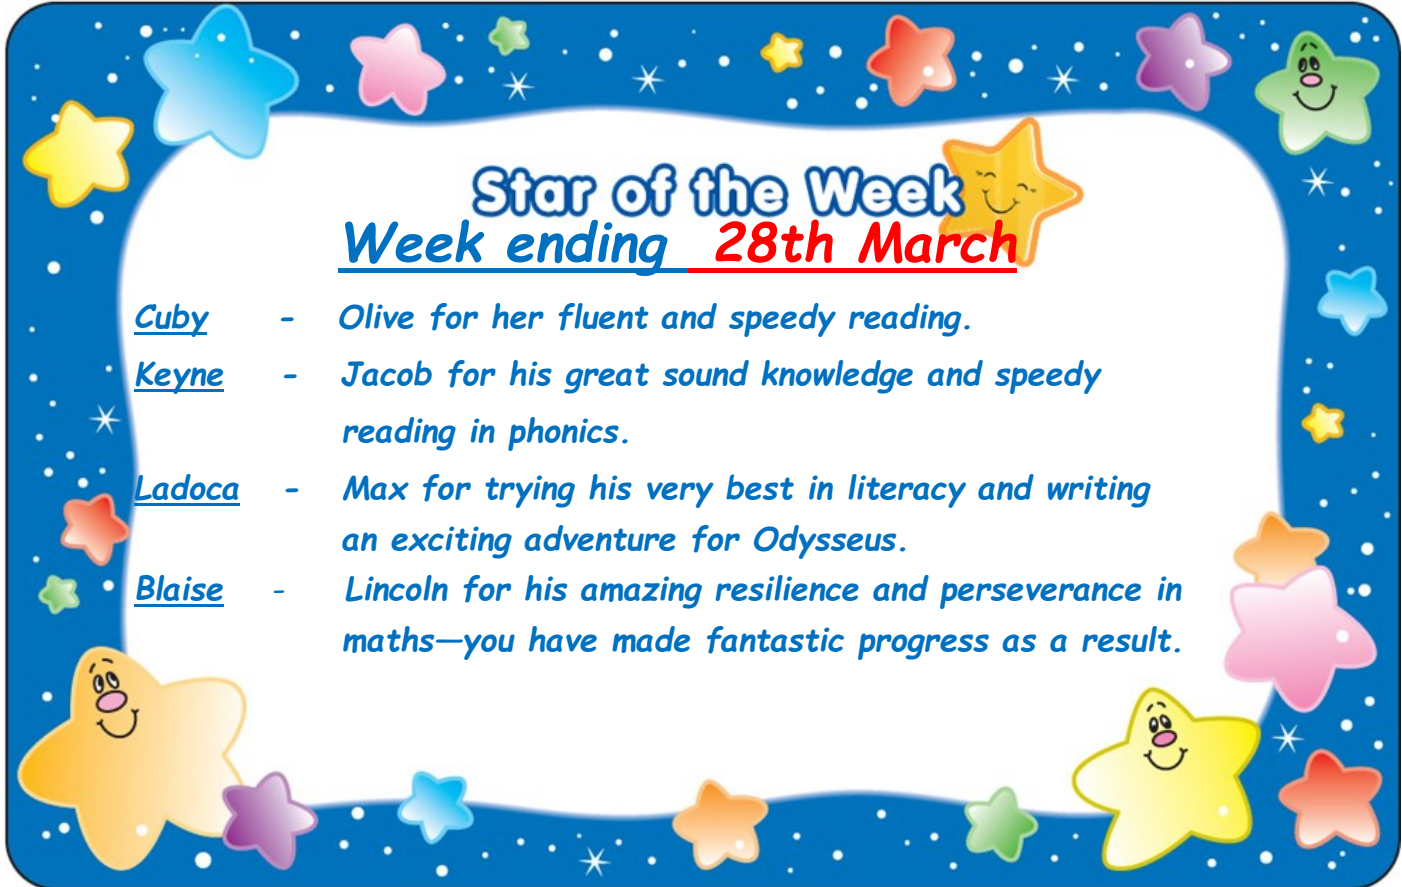 Star of the Week
Week ending 28th March
Cuby - Olive for her fluent and speedy reading.
Keyne - Jacob for his great sound knowledge and speedy
reading in phonics.
Ladoca - Max for trying his very best in literacy and writing
an exciting adventure for Odysseus.
Blaise - Lincoln for his amazing resilience and perseverance in
maths—you have made fantastic progress as a result.